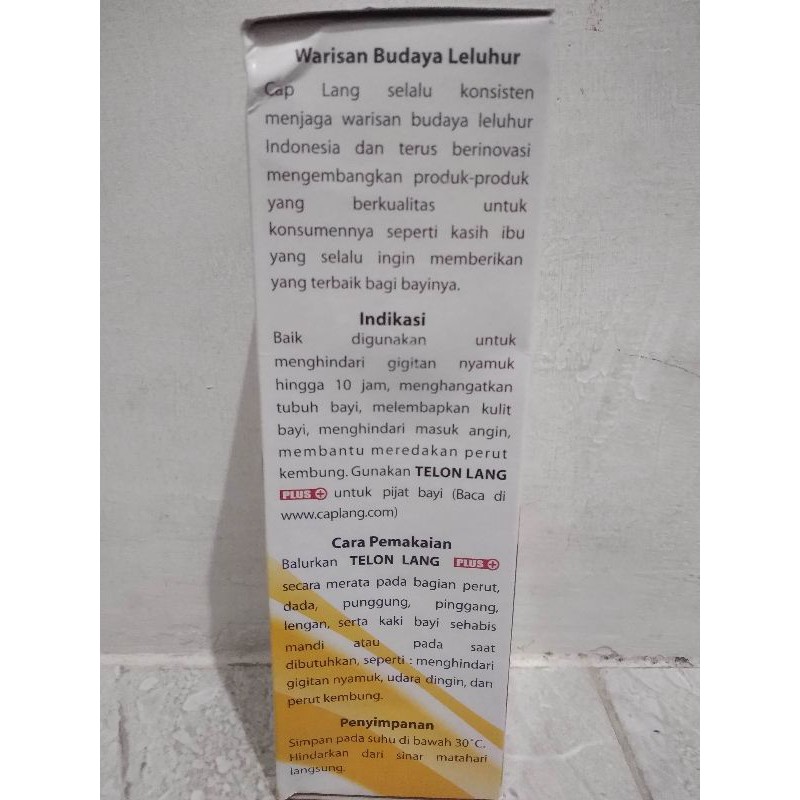 Warisan Budaya Leluhur
Cap Lang selalu konsisten
menjaga warisan budaya leluhur
Indonesia dan terus berinovasi
mengembangkan produk-produk
yang berkualitas untuk
konsumennya seperti kasih ibu
yang selalu ingin memberikan
yang terbaik bagi bayinya.
Indikasi
Baik digunakan untuk
menghindari gigitan nyamuk
hingga 10 jam, menghangatkan
tubuh bayi, melembapkan kulit
bayi, menghindari masuk angin,
membantu meredakan perut
kembung. Gunakan TELON LANG
PLUS + untuk pijat bayi (Baca di
www.caplang.com)
Cara Pemakaian
Balurkan TELON LANG PLUS +
secara merata pada bagian perut,
dada, punggung, pinggang,
lengan, serta kaki bayi sehabis
mandi atau pada saat
dibutuhkan, seperti : menghindari
gigitan nyamuk, udara dingin, dan
perut kembung.
Penyimpanan
Simpan pada suhu di bawah 30°C.
Hindarkan dari sinar matahari
langsung.